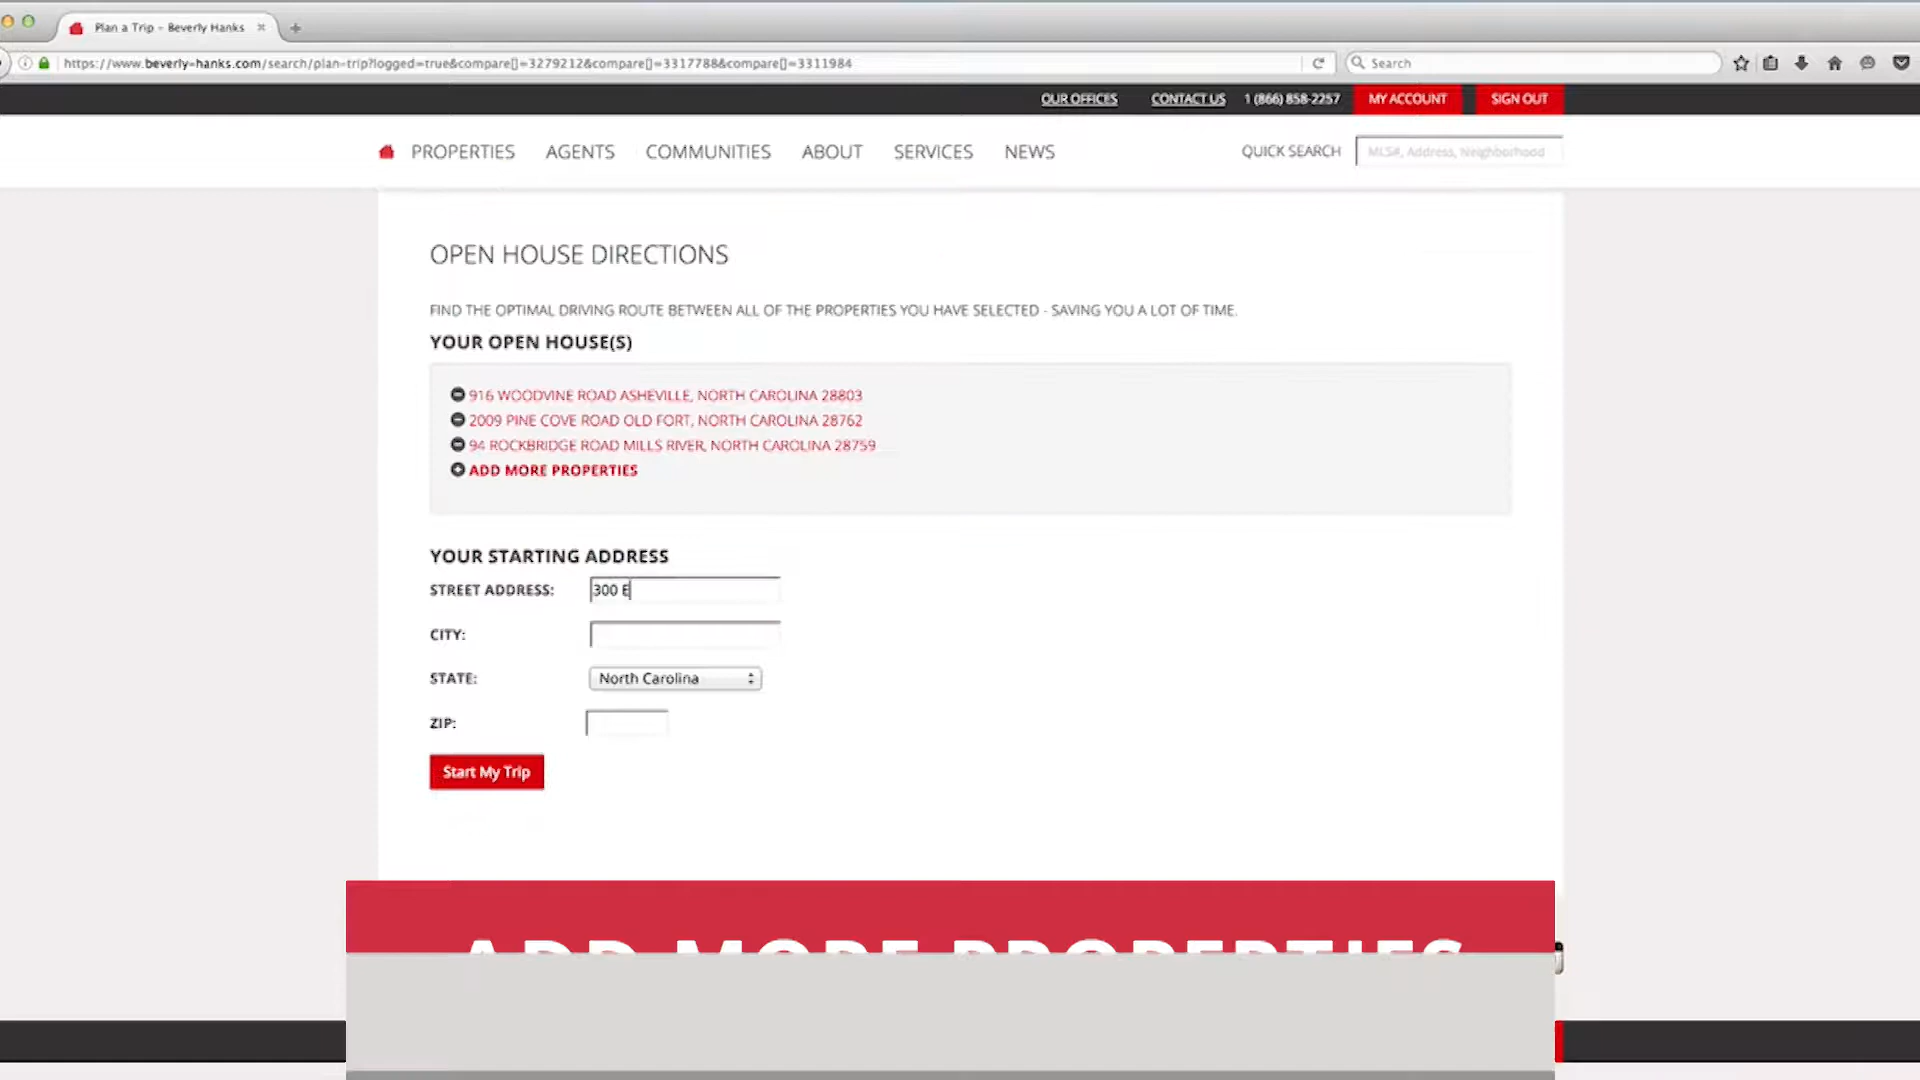 Plan a Trip - Beverly Hanks
https://www.beverly-hanks.com/search/plan-trip?logged=true&compare[]=3279212&compare[]=3317788&compare[]=3311984
Search
OUR OFFICES CONTACT US 1 (866) 858-2257 MY ACCOUNT SIGN OUT
PROPERTIES AGENTS COMMUNITIES ABOUT SERVICES NEWS QUICK SEARCH MLS#, Address, Neighborhood
OPEN HOUSE DIRECTIONS
FIND THE OPTIMAL DRIVING ROUTE BETWEEN ALL OF THE PROPERTIES YOU HAVE SELECTED - SAVING YOU A LOT OF TIME.
YOUR OPEN HOUSE(S)
916 WOODVINE ROAD ASHEVILLE, NORTH CAROLINA 28803
2009 PINE COVE ROAD OLD FORT, NORTH CAROLINA 28762
94 ROCKBRIDGE ROAD MILLS RIVER, NORTH CAROLINA 28759
ADD MORE PROPERTIES
YOUR STARTING ADDRESS
STREET ADDRESS: 300 E
CITY:
STATE: North Carolina
ZIP:
Start My Trip
ADD MORE PROPERTIES